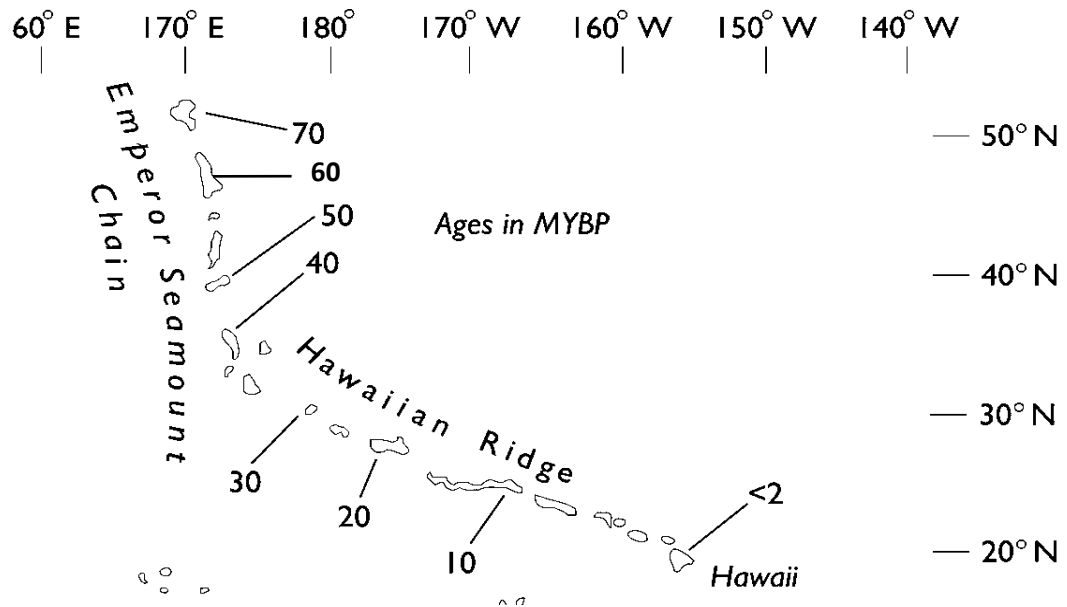 60° E 170° E 180° 170° W 160° W 150° W 140° W
Emperor Seamount
Chain
70
60
50
40
Ages in MYBP
50° N
40° N
30° N
20° N
Hawaiian Ridge
30
20
10
<2
Hawaii